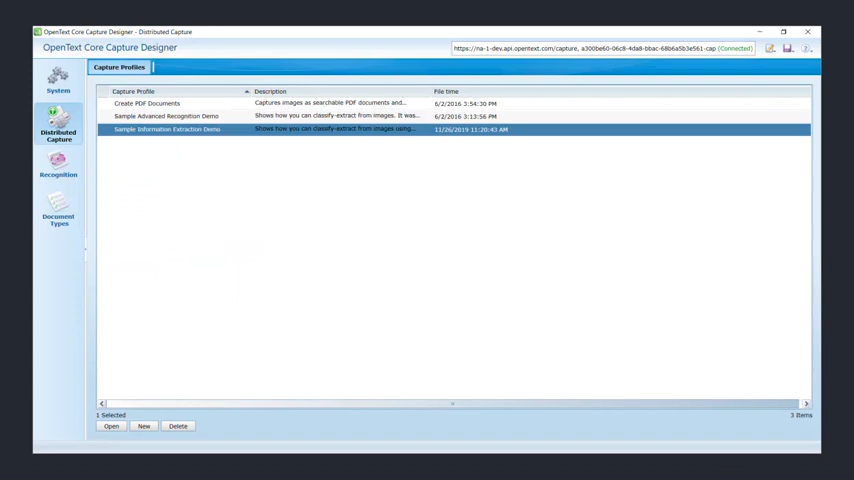 OpenText Core Capture Designer - Distributed Capture
OpenText Core Capture Designer
https://na-1-dev.api.opentext.com/capture, a300be60-06c8-4da8-bbac-68b6a5b3e561-cap (Connected)
System
Distributed
Capture
Recognition
Document
Types
Capture Profiles
Capture Profile Description File time
Create PDF Documents Captures images as searchable PDF documents and... 6/2/2016 3:54:30 PM
Sample Advanced Recognition Demo Shows how you can classify-extract from images. It was... 6/2/2016 3:13:56 PM
Sample Information Extraction Demo Shows how you can classify-extract from images using... 11/26/2019 11:20:43 AM
1 Selected 3 Items
Open New Delete